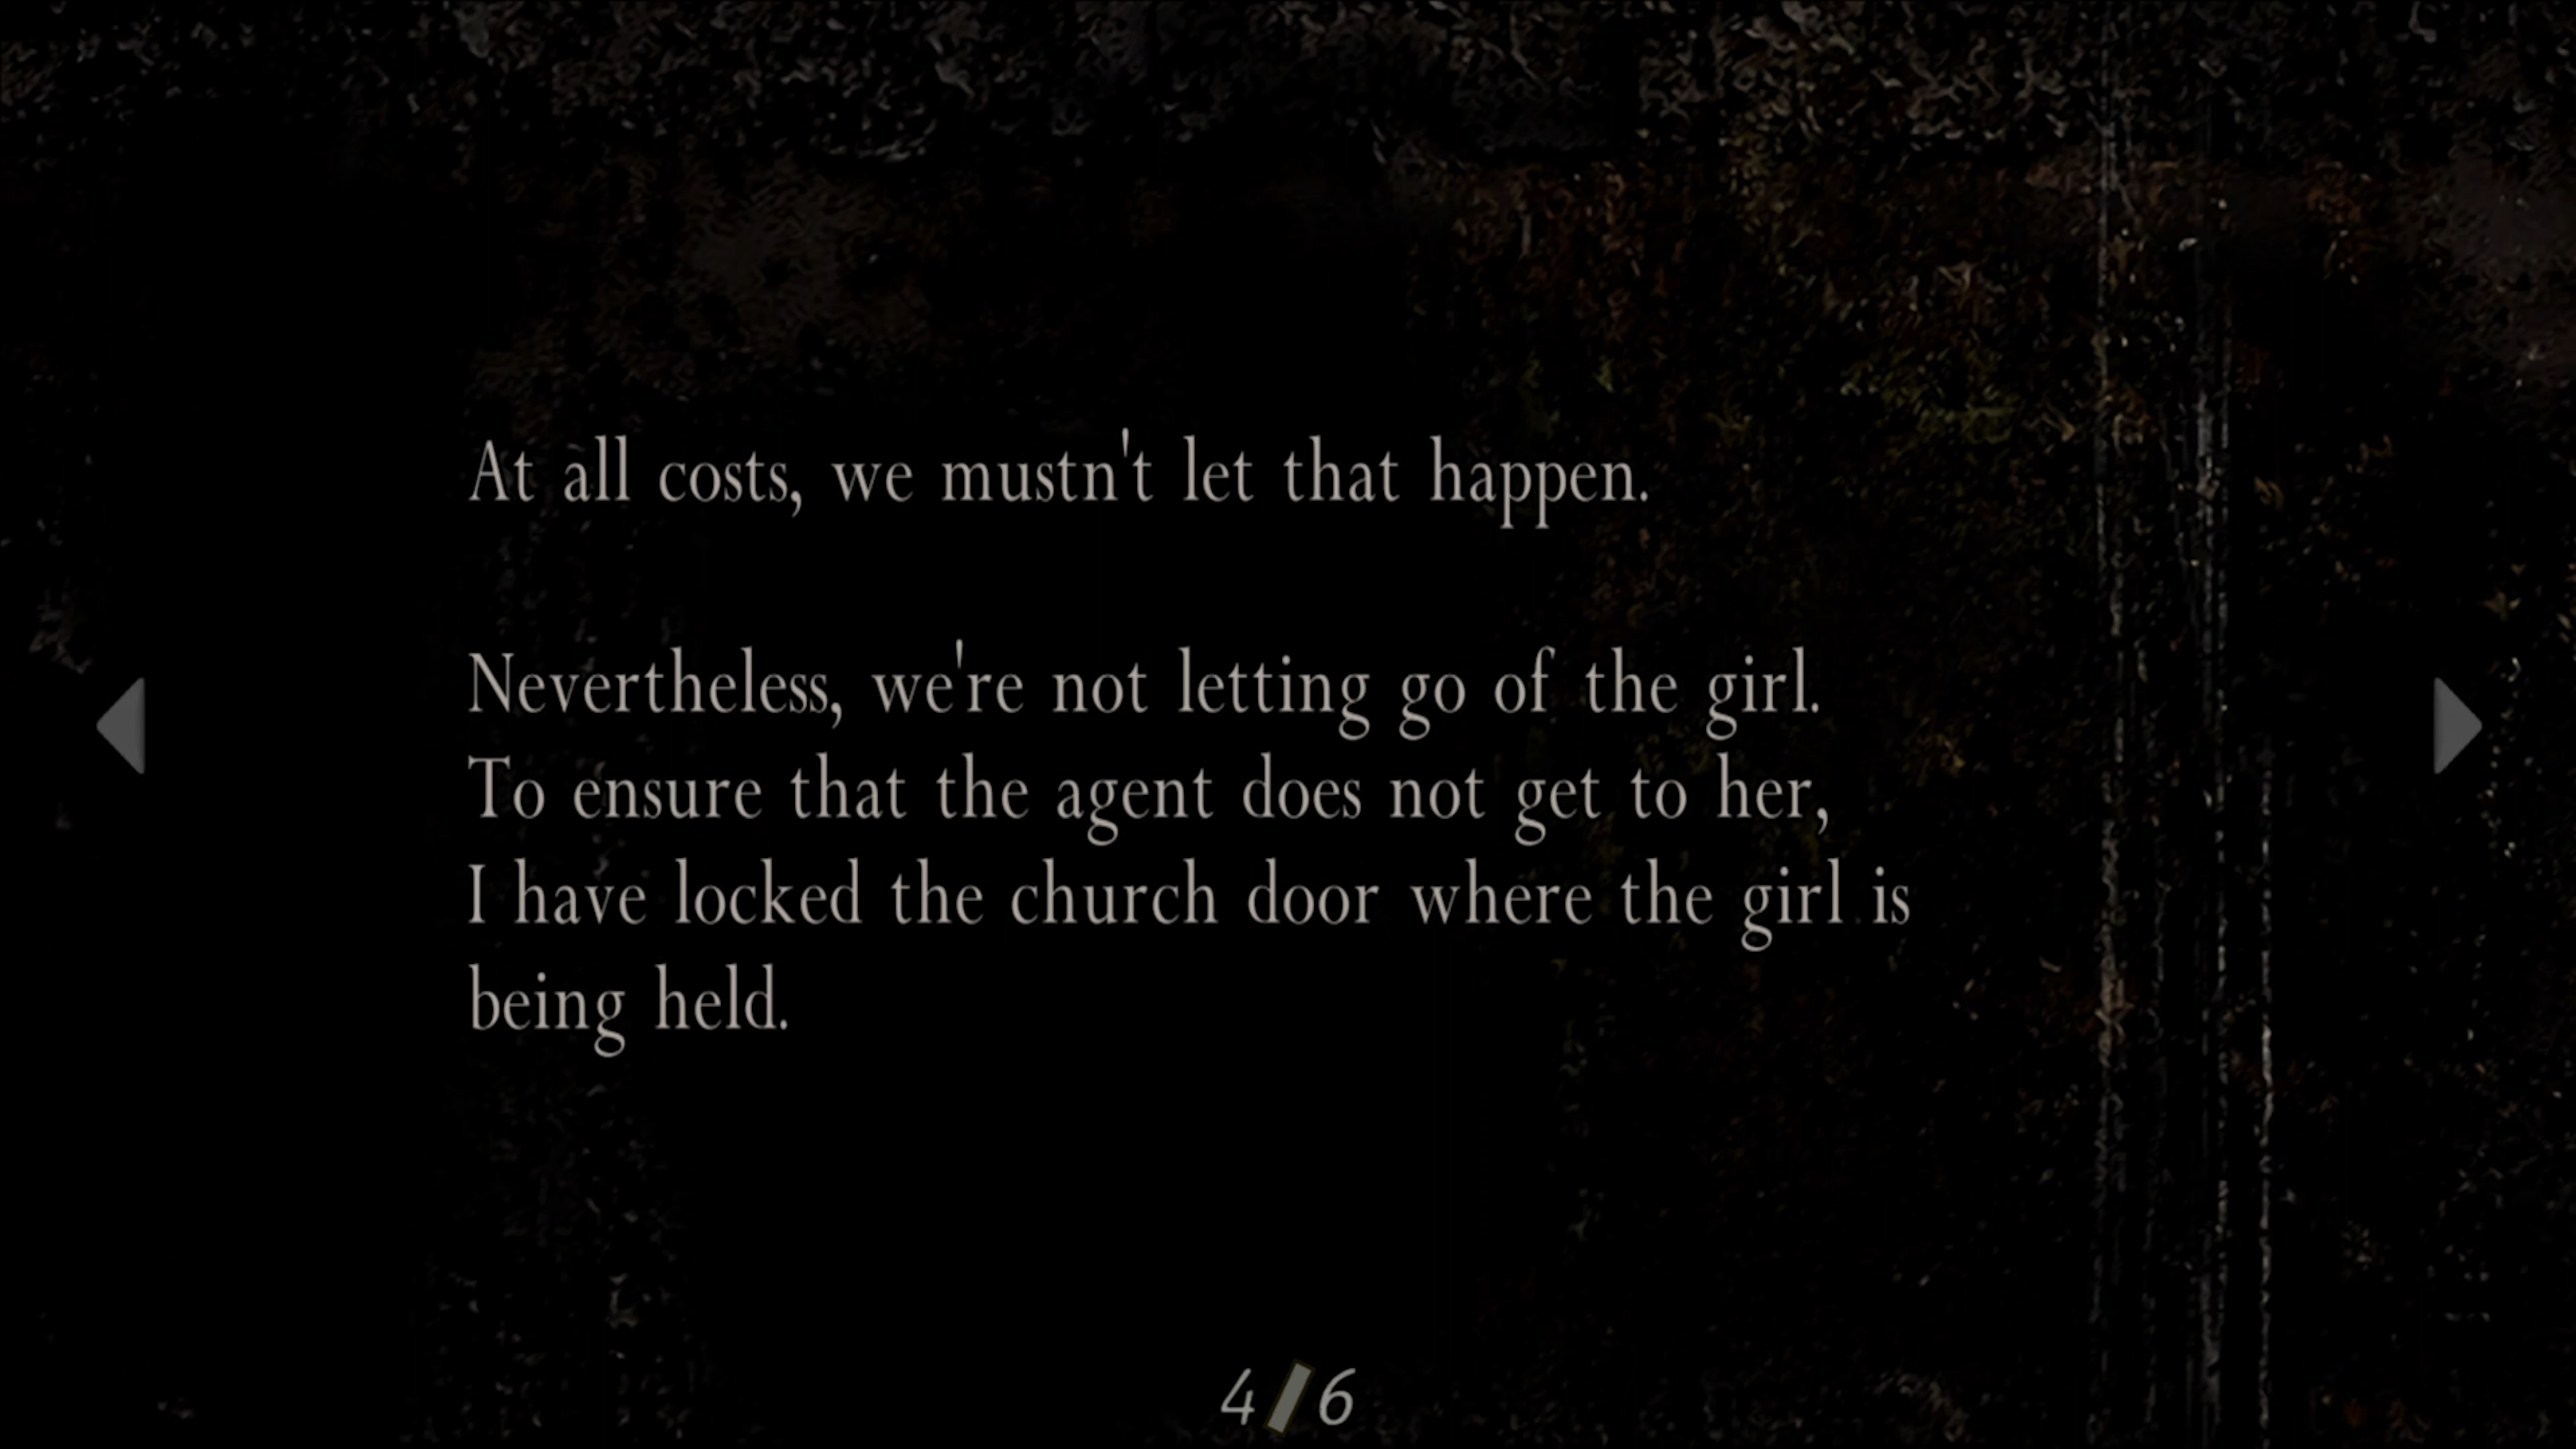 At all costs, we mustn't let that happen.
Nevertheless, we're not letting go of the girl.
To ensure that the agent does not get to her,
I have locked the church door where the girl is
being held.
4/6